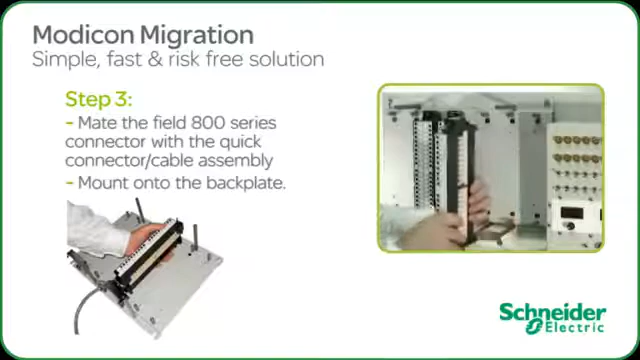 Modicon Migration
Simple, fast & risk free solution
Step 3:
– Mate the field 800 series
connector with the quick
connector/cable assembly
– Mount onto the backplate.
Schneider
Electric